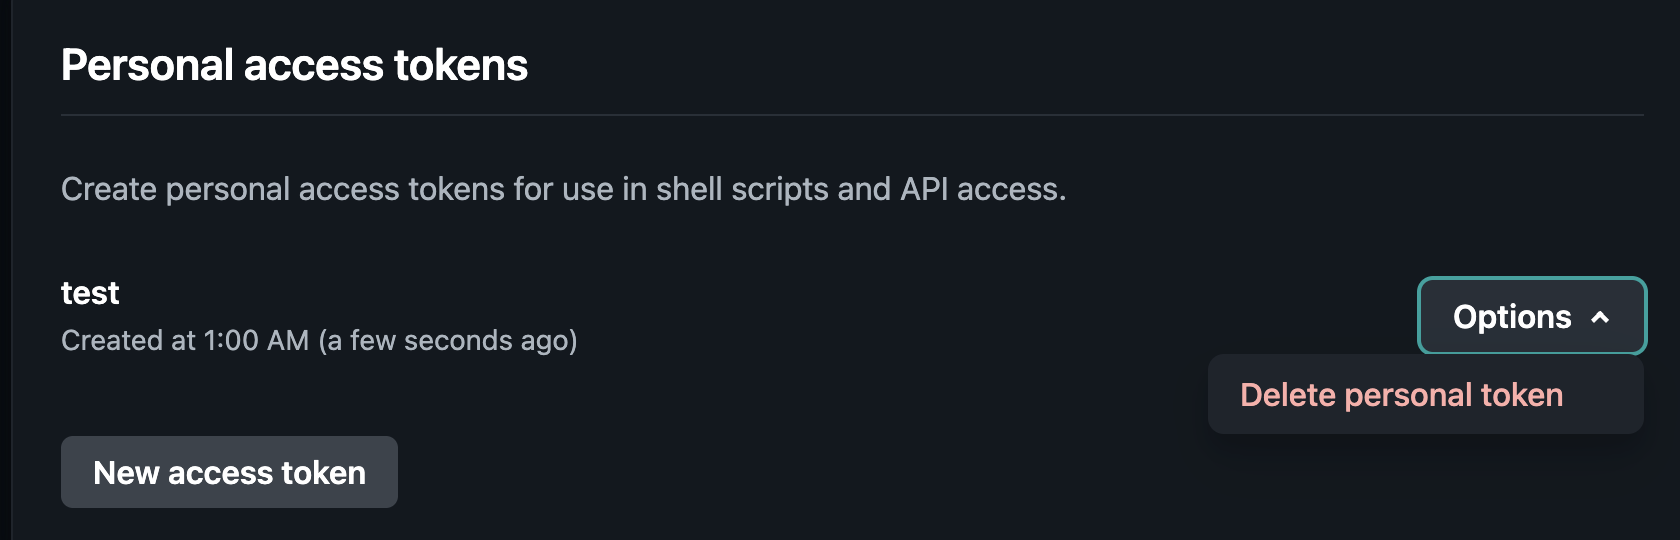 Personal access tokens
Create personal access tokens for use in shell scripts and API access.
test
Created at 1:00 AM (a few seconds ago)
Options
Delete personal token
New access token